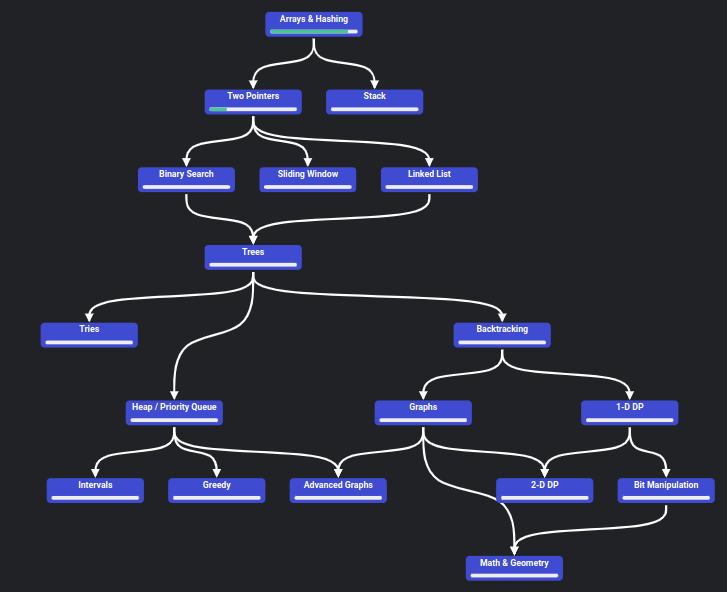 Arrays & Hashing
Two Pointers
Stack
Binary Search
Sliding Window
Linked List
Trees
Tries
Backtracking
Heap / Priority Queue
Graphs
1-D DP
Intervals
Greedy
Advanced Graphs
2-D DP
Bit Manipulation
Math & Geometry